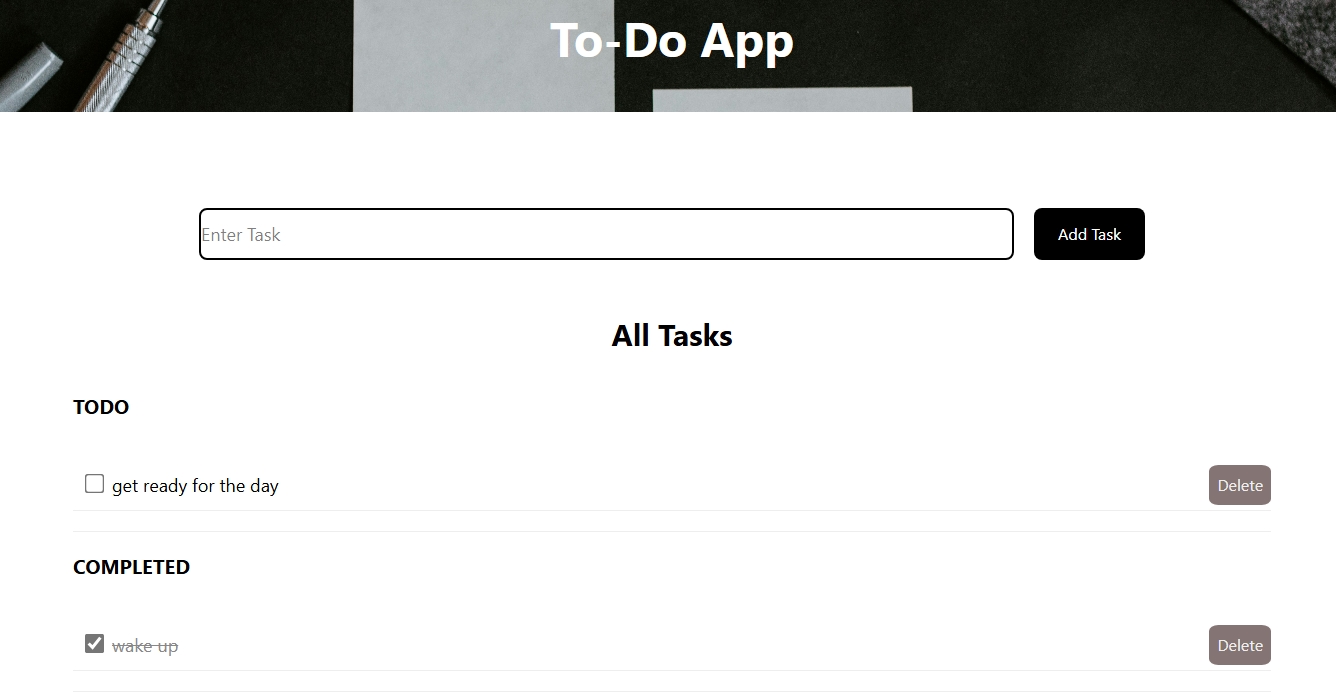 To-Do App
Enter Task
Add Task
All Tasks
TODO
get ready for the day
Delete
COMPLETED
wake up
Delete